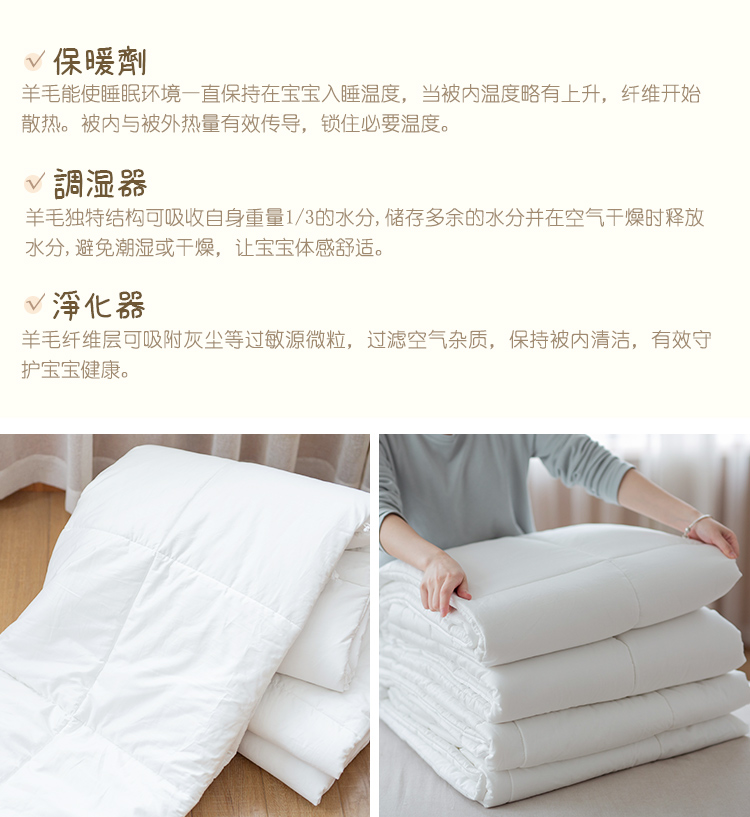 保暖劑
羊毛能使睡眠环境一直保持在宝宝入睡温度，当被内温度略有上升，纤维开始
散热。被内与被外热量有效传导，锁住必要温度。
調湿器
羊毛独特结构可吸收自身重量1/3的水分,储存多余的水分并在空气干燥时释放
水分,避免潮湿或干燥，让宝宝体感舒适。
淨化器
羊毛纤维层可吸附灰尘等过敏源微粒，过滤空气杂质，保持被内清洁，有效守
护宝宝健康。